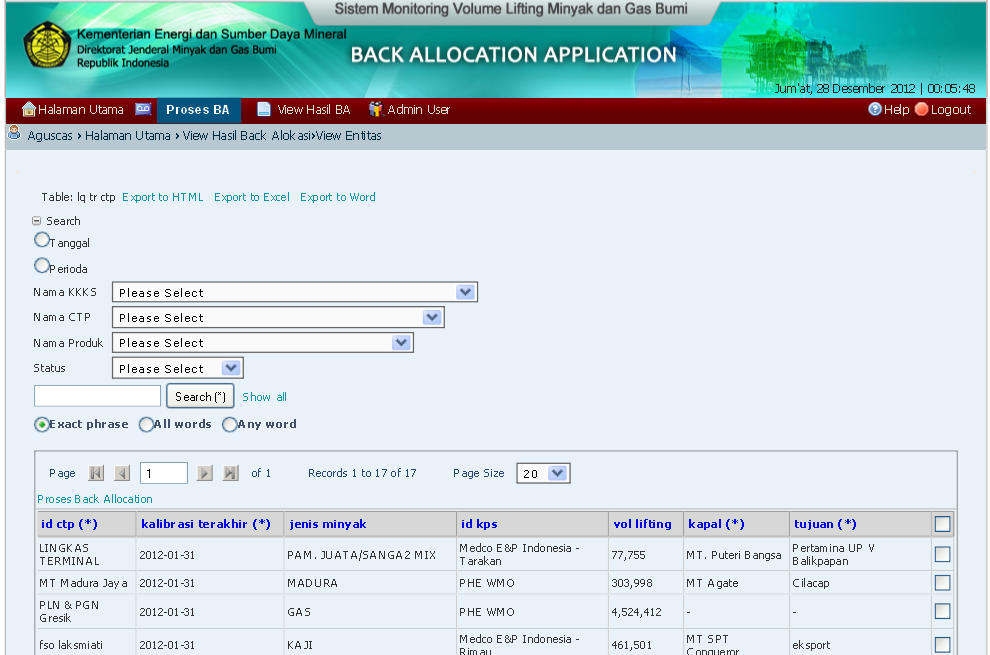 Sistem Monitoring Volume Lifting Minyak dan Gas Bumi
Kementerian Energi dan Sumber Daya Mineral
Direktorat Jenderal Minyak dan Gas Bumi
Republik Indonesia
BACK ALLOCATION APPLICATION
Jum'at, 28 Desember 2012 | 00:05:48
Halaman Utama Proses BA View Hasil BA Admin User Help Logout
Aguscas > Halaman Utama > View Hasil Back Alokasi>View Entitas
Table: lq tr ctp Export to HTML Export to Excel Export to Word
Search
Tanggal
Perioda
Nama KKKS Please Select
Nama CTP Please Select
Nama Produk Please Select
Status Please Select
Search (*) Show all
Exact phrase All words Any word
Page 1 of 1 Records 1 to 17 of 17 Page Size 20
Proses Back Allocation
id ctp (*) kalibrasi terakhir (*) jenis minyak id kps vol lifting kapal (*) tujuan (*)
LINGKAS TERMINAL 2012-01-31 PAM. JUATA/SANGA2 MIX Medco E&P Indonesia - Tarakan 77,755 MT. Puteri Bangsa Pertamina UP V Balikpapan
MT Madura Jaya 2012-01-31 MADURA PHE WMO 303,998 MT Agate Cilacap
PLN & PGN Gresik 2012-01-31 GAS PHE WMO 4,524,412 - -
fso laksmiati 2012-01-31 KAJI Medco E&P Indonesia - Rimau 461,501 MT SPT Conqueror eksport